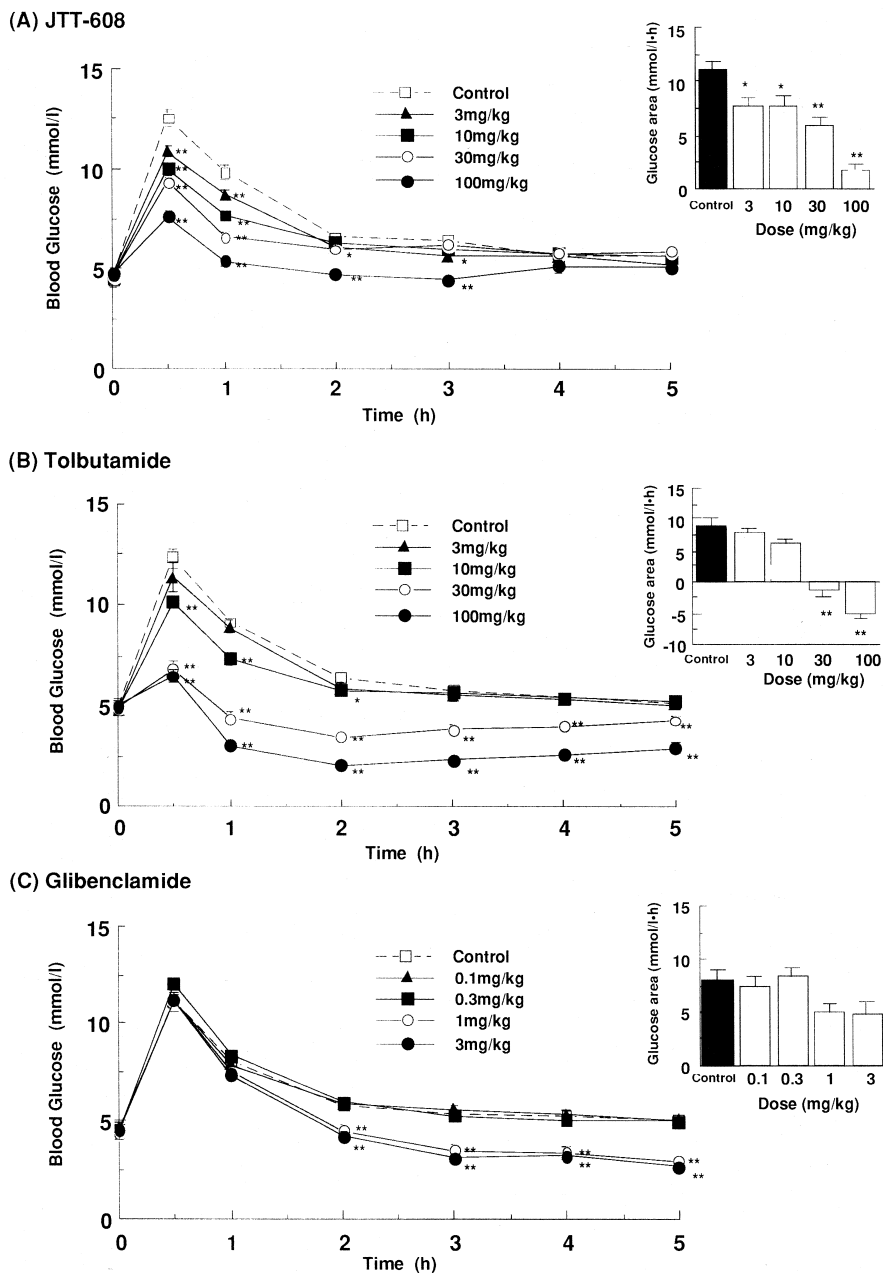 (A) JTT-608
Blood Glucose (mmol/l)
15
10
5
0
0 1 2 3 4 5
Time (h)
Control
3mg/kg
10mg/kg
30mg/kg
100mg/kg
** ** ** **
** ** ** **
* **
* **
Glucose area (mmol/l•h)
15
10
5
0
* * ** **
Control 3 10 30 100
Dose (mg/kg)
(B) Tolbutamide
Blood Glucose (mmol/l)
15
10
5
0
0 1 2 3 4 5
Time (h)
Control
3mg/kg
10mg/kg
30mg/kg
100mg/kg
** ** **
** ** **
* ** **
** **
** **
** **
Glucose area (mmol/l•h)
15
10
5
0
-5
-10
** **
Control 3 10 30 100
Dose (mg/kg)
(C) Glibenclamide
Blood Glucose (mmol/l)
15
10
5
0
0 1 2 3 4 5
Time (h)
Control
0.1mg/kg
0.3mg/kg
1mg/kg
3mg/kg
** **
** **
** **
** **
Glucose area (mmol/l•h)
15
10
5
0
Control 0.1 0.3 1 3
Dose (mg/kg)